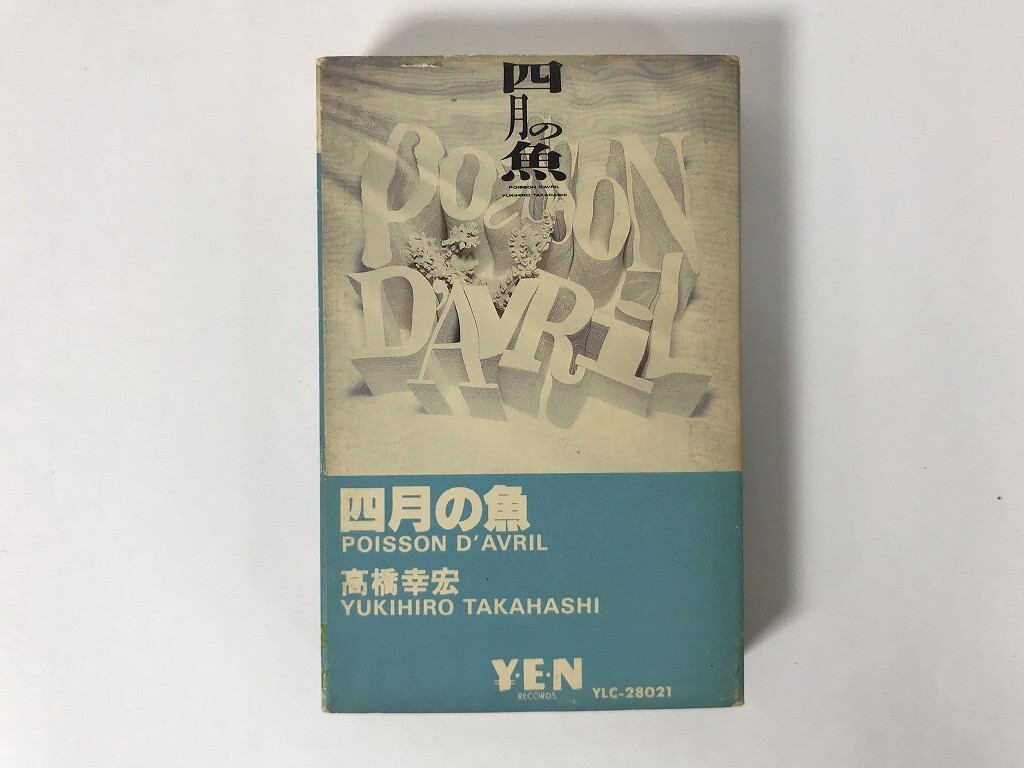 四月の魚
POISSON D'AVRIL
YUKIHIRO TAKAHASHI
POISSON
D'AVRIL
四月の魚
POISSON D'AVRIL
高橋幸宏
YUKIHIRO TAKAHASHI
Y.E.N
RECORDS
YLC-28021